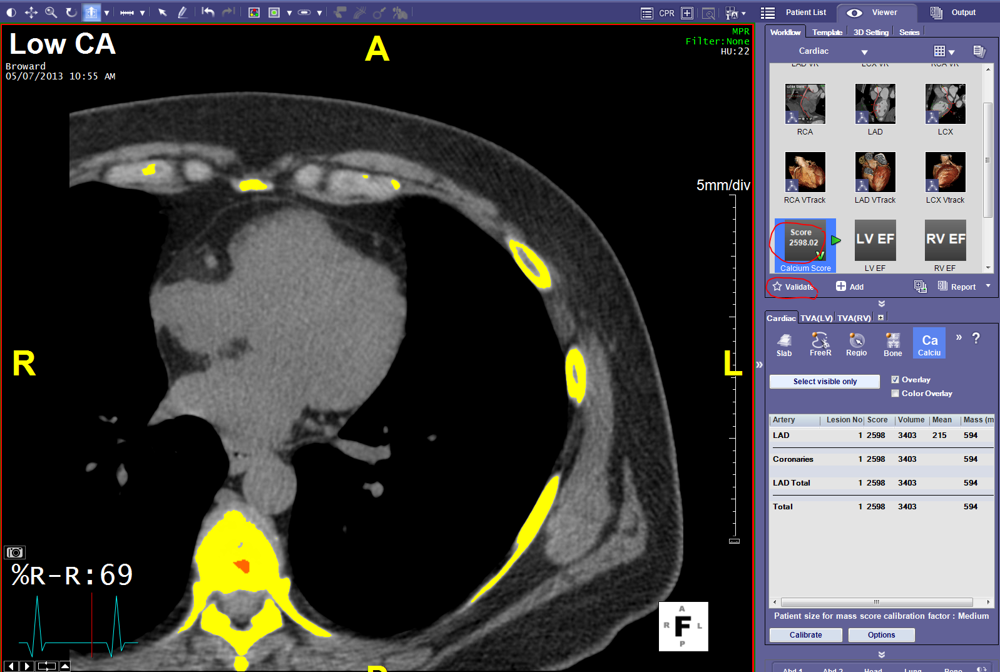 CPR
Patient List
Viewer
Output
Low CA
Broward
05/07/2013 10:55 AM
A
MPR
Filter:None
HU:22
R
L
5mm/div
%R-R:69
A
R F L
P
Workflow Template 3D Setting Series
Cardiac
LAD VR LCX VR RCA VR
RCA LAD LCX
RCA VTrack LAD VTrack LCX Vtrack
Score
2598.02
V
LV EF
RV EF
Calcium Score LV EF RV EF
Validate Add Report
Cardiac TVA(LV) TVA(RV)
Ca
Slab FreeR Regio Bone Calciu
?
Select visible only
Overlay
Color Overlay
Artery Lesion No Score Volume Mean Mass (m
LAD 1 2598 3403 215 594
Coronaries 1 2598 3403 594
LAD Total 1 2598 3403 594
Total 1 2598 3403 594
Patient size for mass score calibration factor : Medium
Calibrate Options
Abd 1 Abd 2 Head Lung Bone